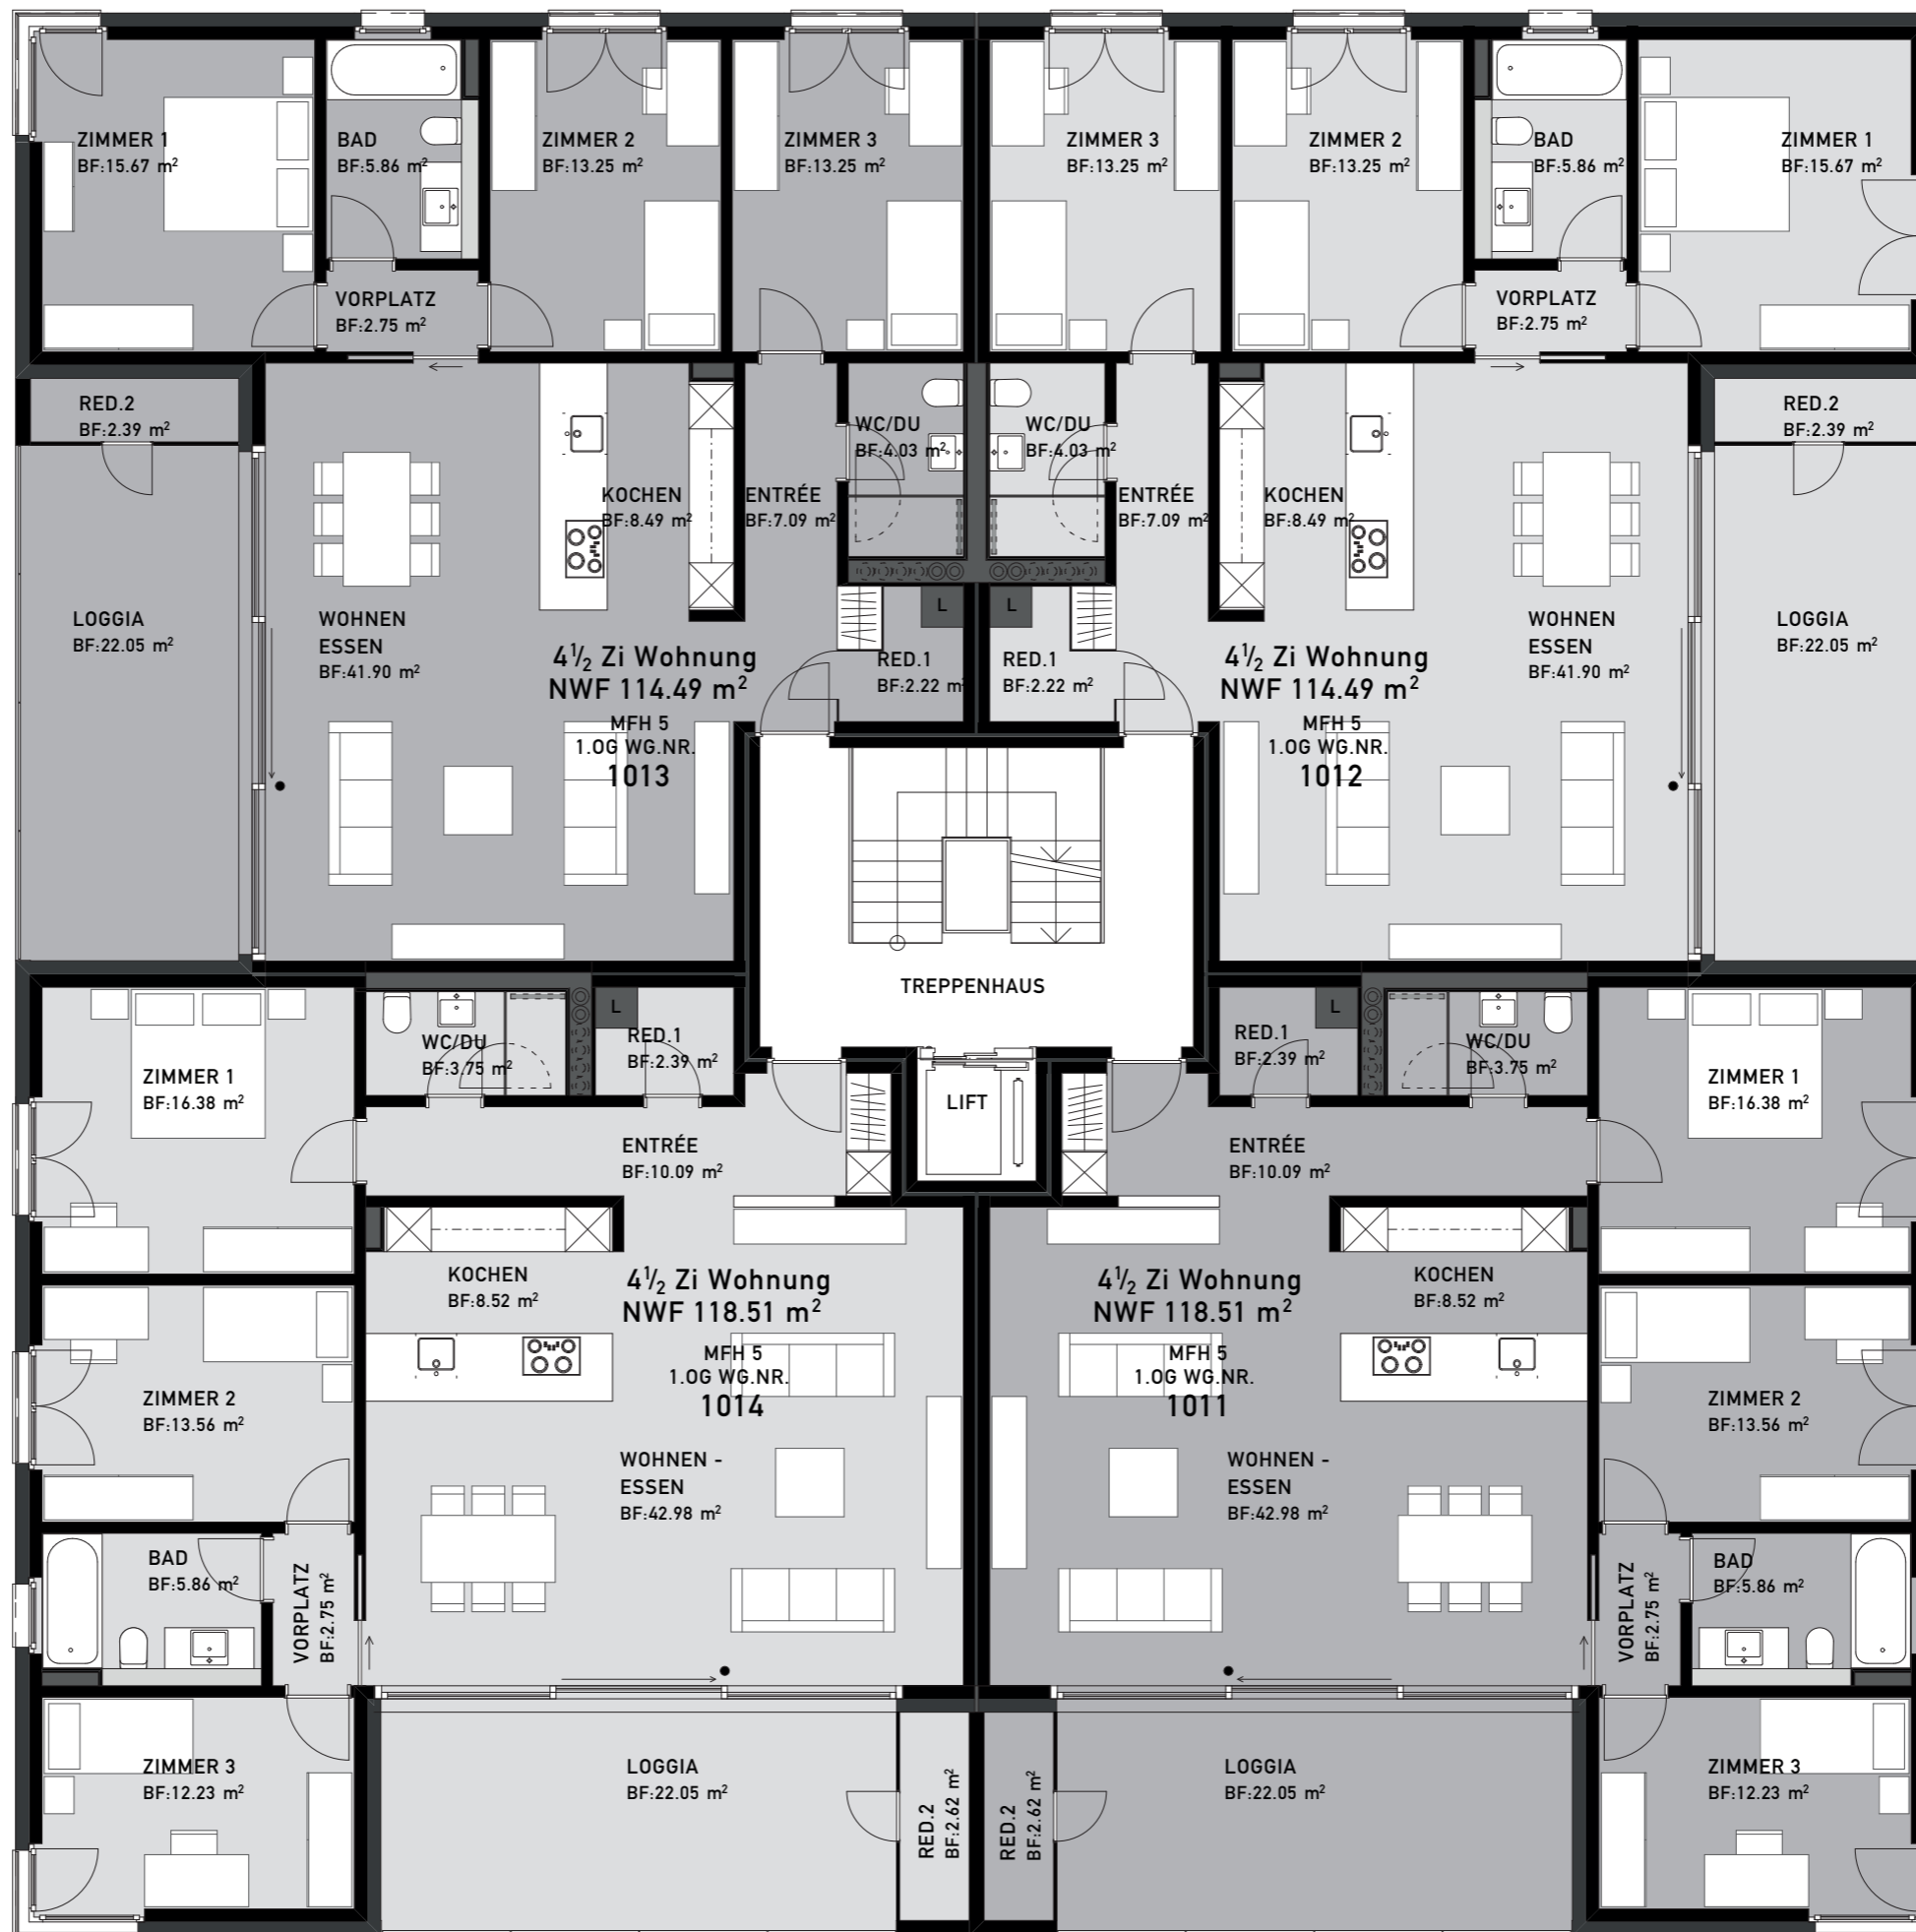 ZIMMER 1
BF:15.67 m²
BAD
BF:5.86 m²
ZIMMER 2
BF:13.25 m²
ZIMMER 3
BF:13.25 m²
ZIMMER 3
BF:13.25 m²
ZIMMER 2
BF:13.25 m²
BAD
BF:5.86 m²
ZIMMER 1
BF:15.67 m²
VORPLATZ
BF:2.75 m²
VORPLATZ
BF:2.75 m²
RED.2
BF:2.39 m²
WC/DU
BF:4.03 m²
WC/DU
BF:4.03 m²
RED.2
BF:2.39 m²
KOCHEN
BF:8.49 m²
ENTRÉE
BF:7.09 m²
ENTRÉE
BF:7.09 m²
KOCHEN
BF:8.49 m²
L
L
LOGGIA
BF:22.05 m²
WOHNEN
ESSEN
BF:41.90 m²
4½ Zi Wohnung
NWF 114.49 m²
MFH 5
1.OG WG.NR.
1013
RED.1
BF:2.22 m²
RED.1
BF:2.22 m²
4½ Zi Wohnung
NWF 114.49 m²
MFH 5
1.OG WG.NR.
1012
WOHNEN
ESSEN
BF:41.90 m²
LOGGIA
BF:22.05 m²
TREPPENHAUS
L
L
ZIMMER 1
BF:16.38 m²
WC/DU
BF:3.75 m²
RED.1
BF:2.39 m²
LIFT
RED.1
BF:2.39 m²
WC/DU
BF:3.75 m²
ZIMMER 1
BF:16.38 m²
ENTRÉE
BF:10.09 m²
ENTRÉE
BF:10.09 m²
KOCHEN
BF:8.52 m²
4½ Zi Wohnung
NWF 118.51 m²
MFH 5
1.OG WG.NR.
1014
4½ Zi Wohnung
NWF 118.51 m²
MFH 5
1.OG WG.NR.
1011
KOCHEN
BF:8.52 m²
ZIMMER 2
BF:13.56 m²
ZIMMER 2
BF:13.56 m²
WOHNEN -
ESSEN
BF:42.98 m²
WOHNEN -
ESSEN
BF:42.98 m²
BAD
BF:5.86 m²
VORPLATZ
BF:2.75 m²
VORPLATZ
BF:2.75 m²
BAD
BF:5.86 m²
ZIMMER 3
BF:12.23 m²
LOGGIA
BF:22.05 m²
RED.2
BF:2.62 m²
RED.2
BF:2.62 m²
LOGGIA
BF:22.05 m²
ZIMMER 3
BF:12.23 m²